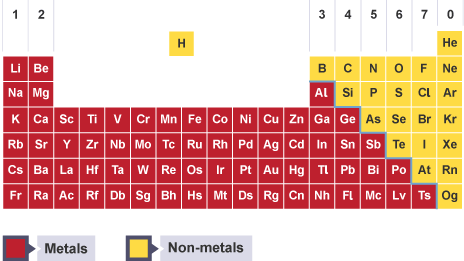 1 2 3 4 5 6 7 0
H He
Li Be B C N O F Ne
Na Mg Al Si P S Cl Ar
K Ca Sc Ti V Cr Mn Fe Co Ni Cu Zn Ga Ge As Se Br Kr
Rb Sr Y Zr Nb Mo Tc Ru Rh Pd Ag Cd In Sn Sb Te I Xe
Cs Ba La Hf Ta W Re Os Ir Pt Au Hg Tl Pb Bi Po At Rn
Fr Ra Ac Rf Db Sg Bh Hs Mt Ds Rg Cn Nh Fl Mc Lv Ts Og
Metals Non-metals